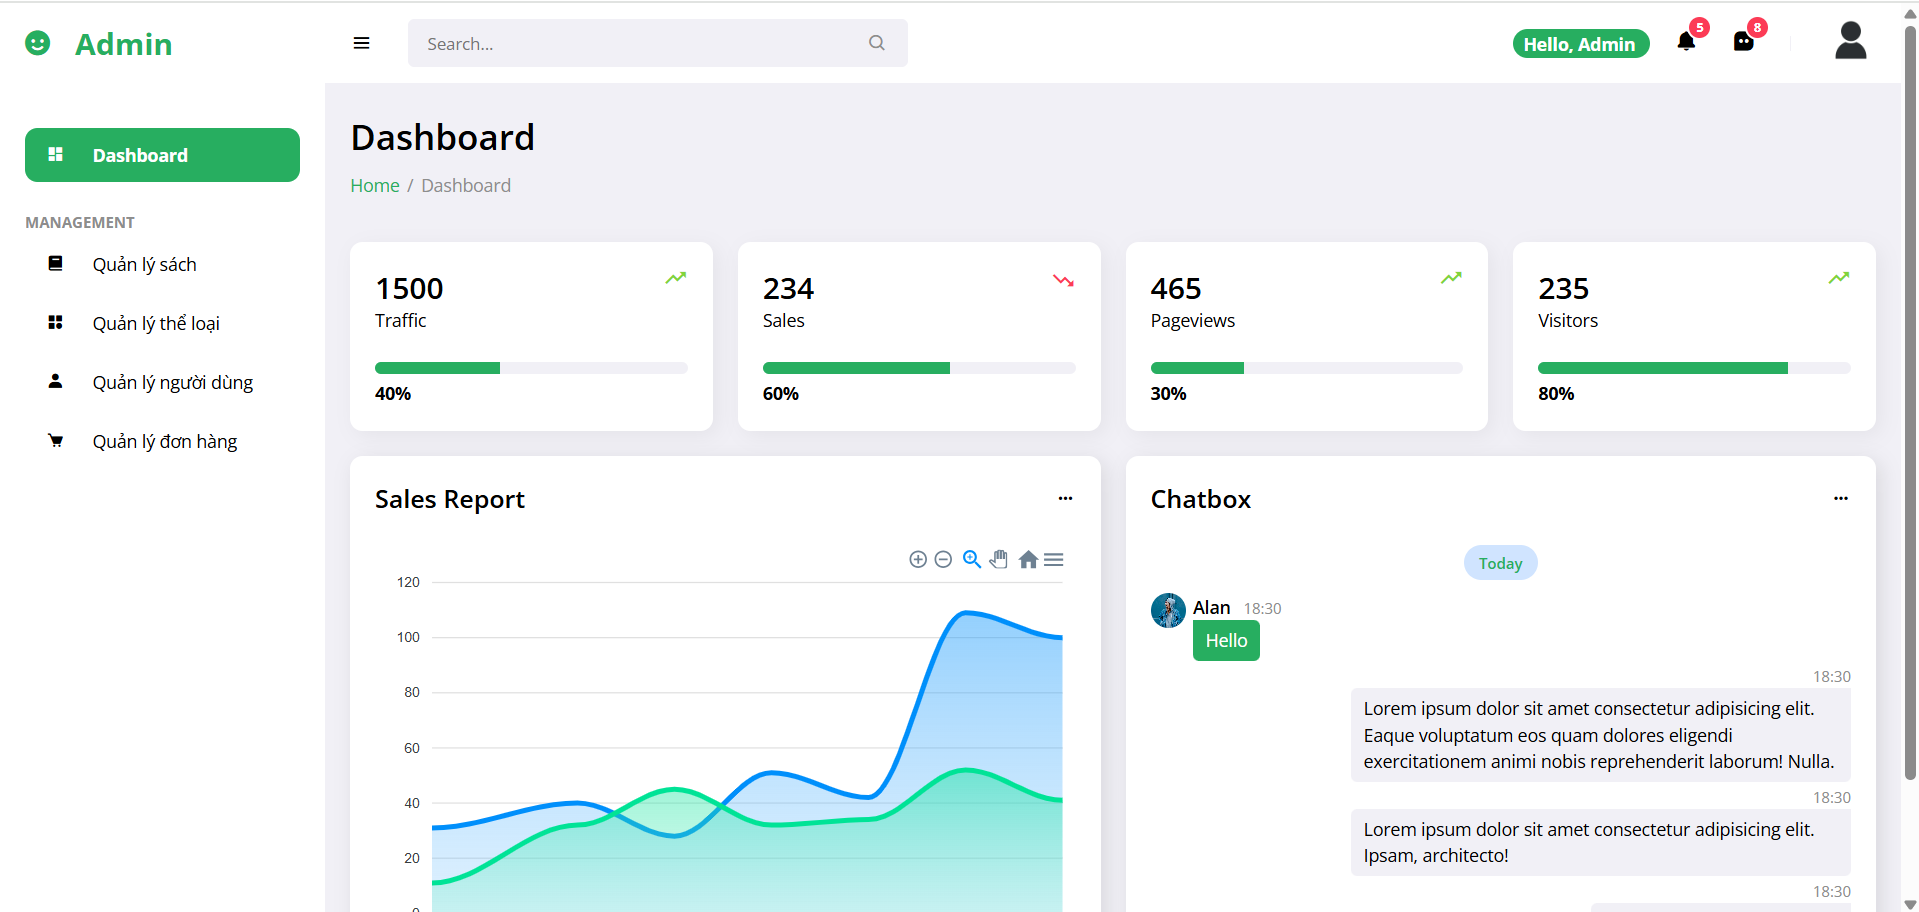 Admin
Search...
Hello, Admin
5
8
Dashboard
MANAGEMENT
Quản lý sách
Quản lý thể loại
Quản lý người dùng
Quản lý đơn hàng
Dashboard
Home / Dashboard
1500
Traffic
40%
234
Sales
60%
465
Pageviews
30%
235
Visitors
80%
Sales Report
120
100
80
60
40
20
0
Chatbox
Today
Alan 18:30
Hello
18:30
Lorem ipsum dolor sit amet consectetur adipisicing elit.
Eaque voluptatum eos quam dolores eligendi
exercitationem animi nobis reprehenderit laborum! Nulla.
18:30
Lorem ipsum dolor sit amet consectetur adipisicing elit.
Ipsam, architecto!
18:30